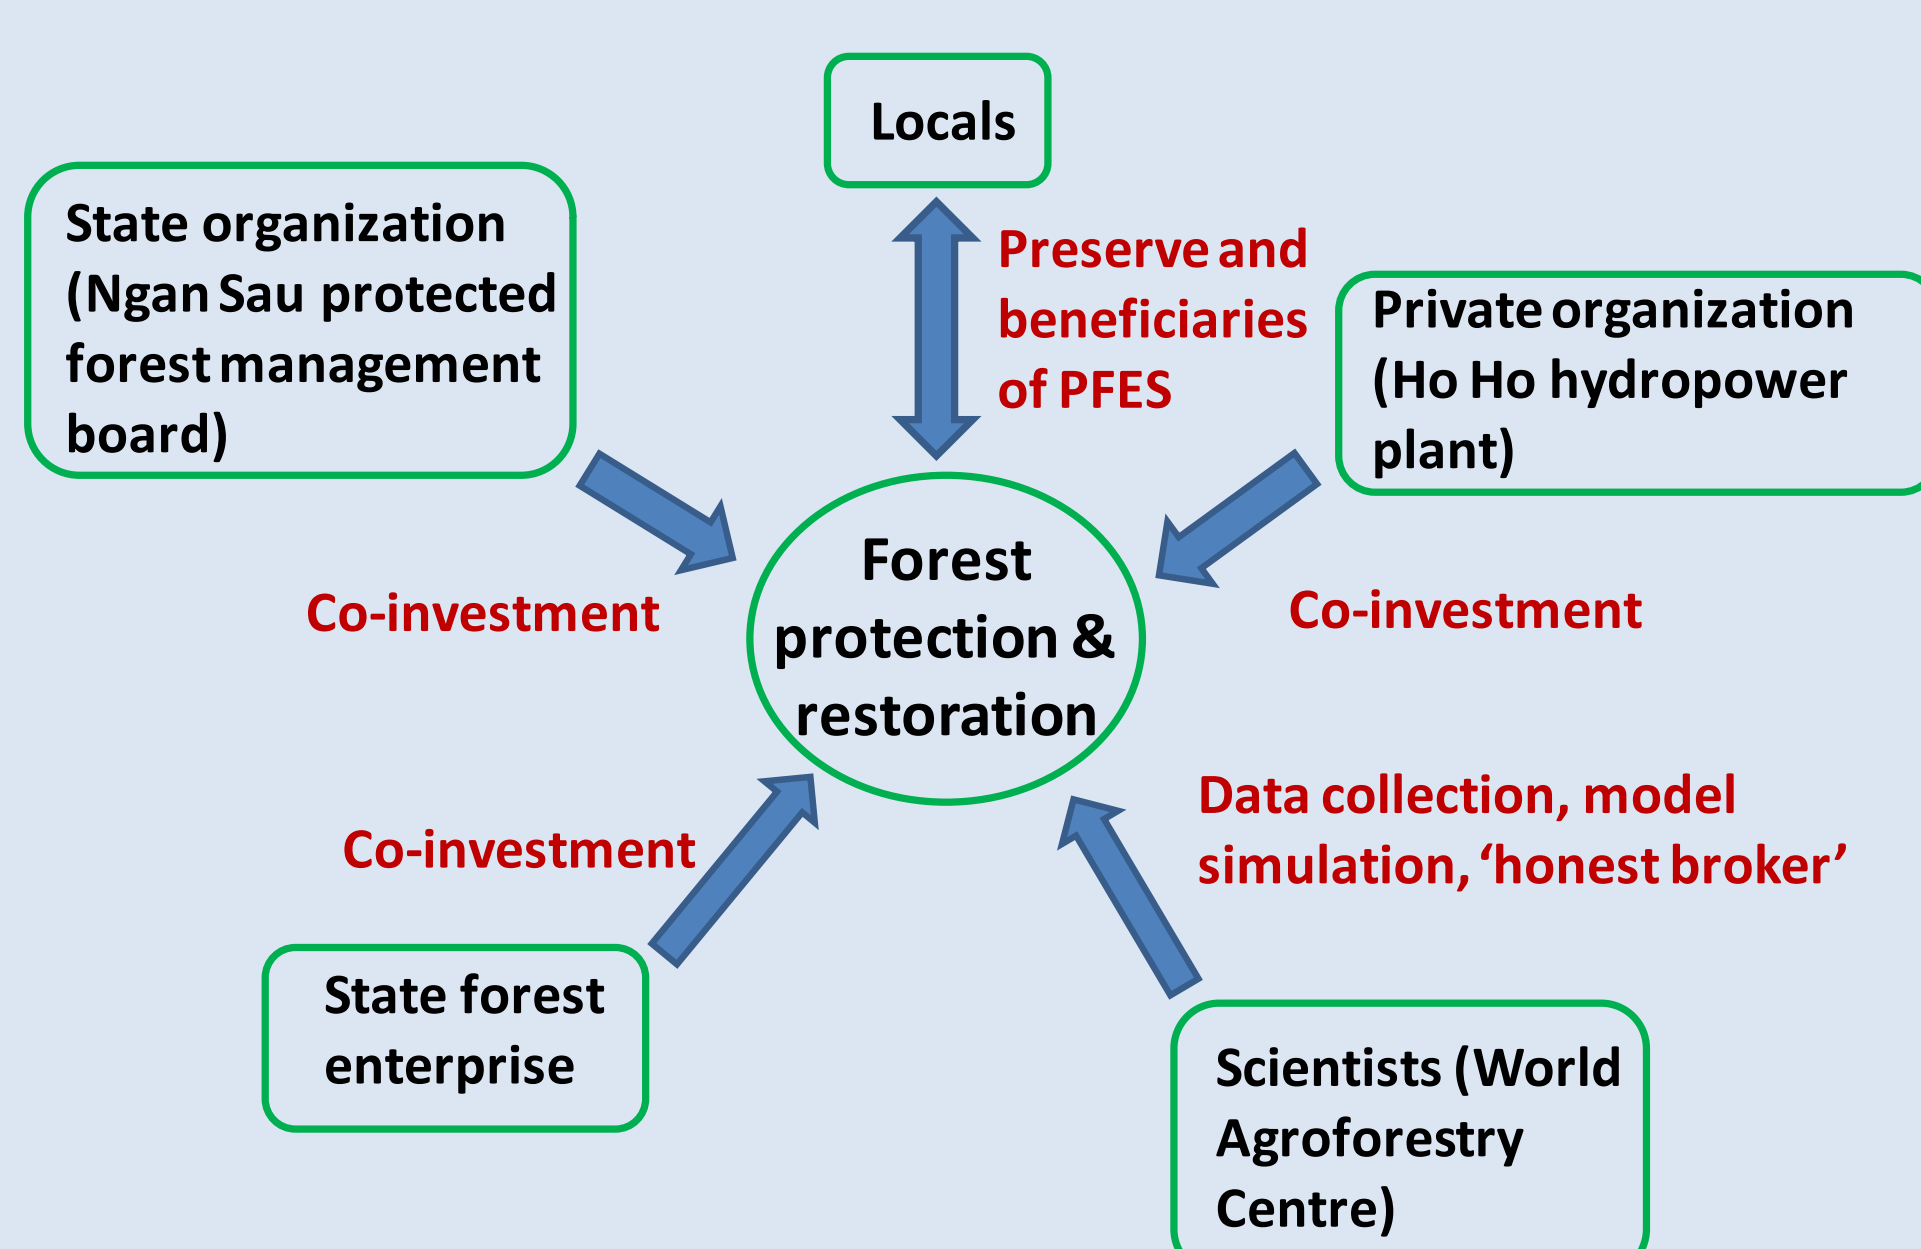 Locals
State organization
(Ngan Sau protected
forest management
board)
Preserve and
beneficiaries
of PFES
Private organization
(Ho Ho hydropower
plant)
Forest
protection &
restoration
Co-investment
Co-investment
Co-investment
Data collection, model
simulation, ‘honest broker’
State forest
enterprise
Scientists (World
Agroforestry
Centre)